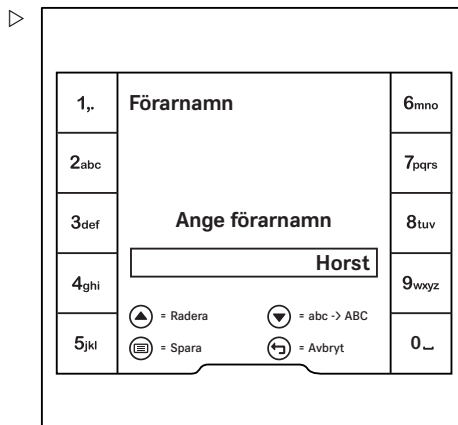 Förarnamn
1,.
2abc
3def
4ghi
5jkl
Ange förarnamn
Horst
= Radera
= abc -> ABC
= Spara
= Avbryt
6mno
7pqrs
8tuv
9wxyz
0⎵